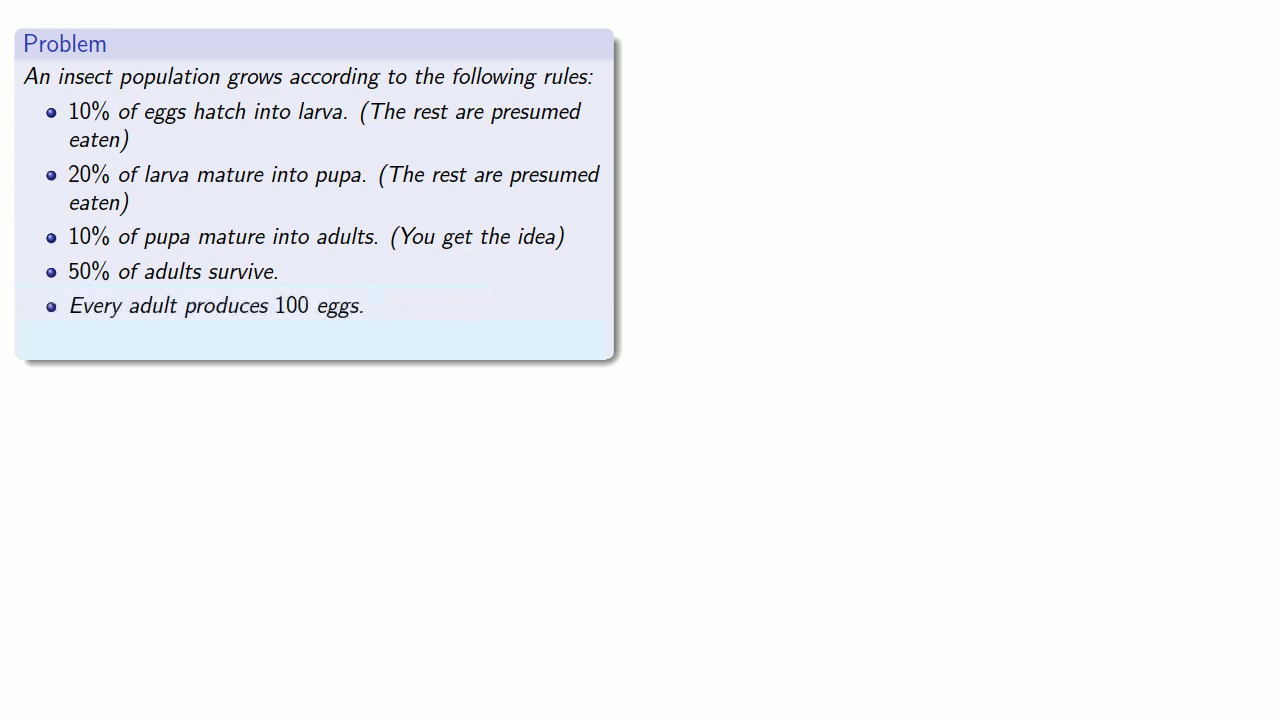 Problem
An insect population grows according to the following rules:
10% of eggs hatch into larva. (The rest are presumed
eaten)
20% of larva mature into pupa. (The rest are presumed
eaten)
10% of pupa mature into adults. (You get the idea)
50% of adults survive.
Every adult produces 100 eggs.